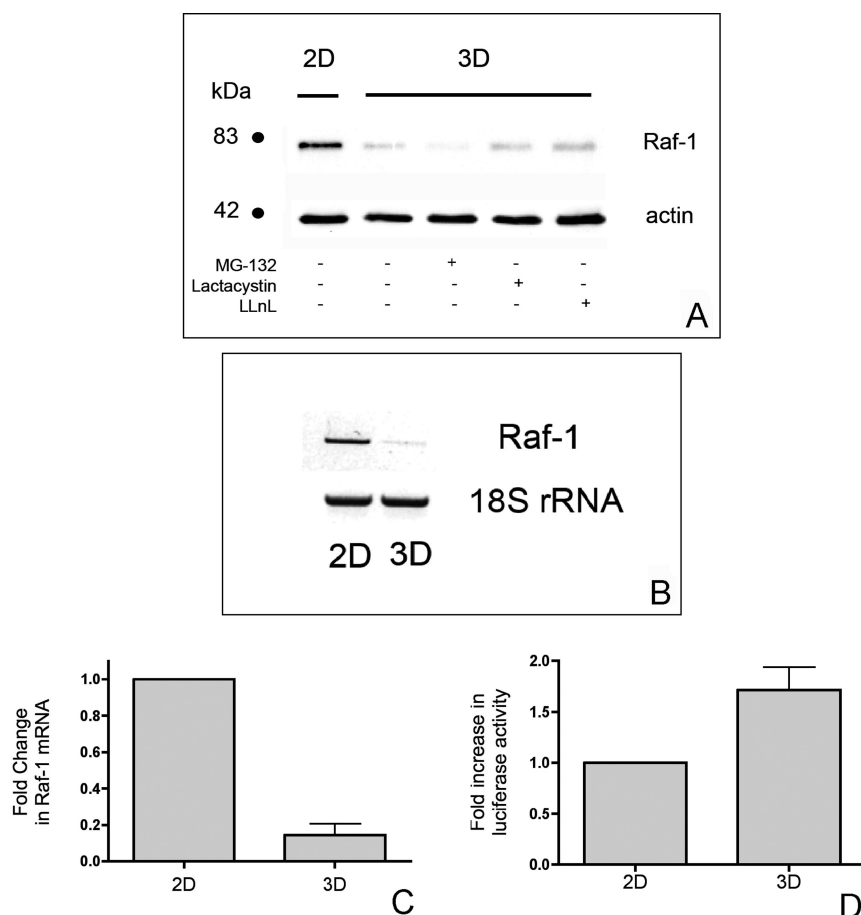 2D 3D
kDa
83 ● Raf-1
42 ● actin
MG-132 - - + - -
Lactacystin - - - + -
LLnL - - - - +
A
Raf-1
18S rRNA
2D 3D
B
Fold Change
in Raf-1 mRNA
1.0
0.8
0.6
0.4
0.2
0.0
2D 3D
C
Fold increase in
luciferase activity
2.0
1.5
1.0
0.5
0.0
2D 3D
D